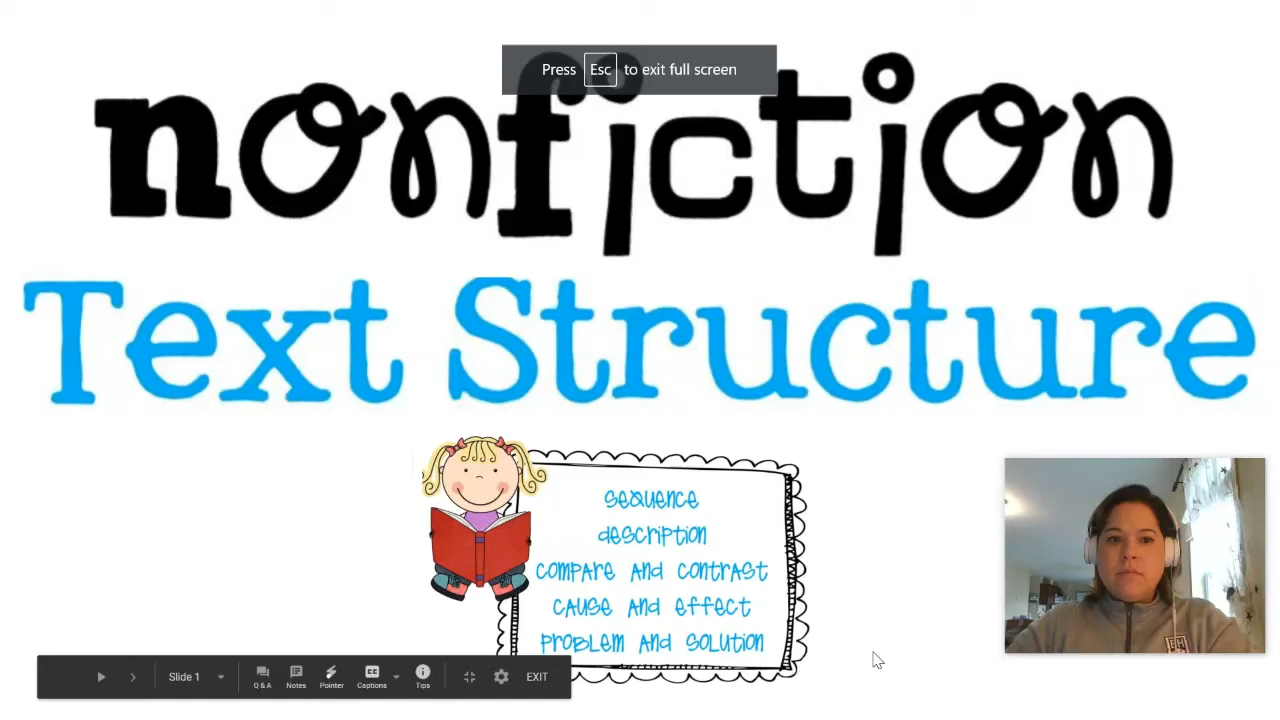 Press Esc to exit full screen
nonfiction
Text Structure
sequence
description
compare and contrast
cause and effect
problem and solution
Slide 1
Q & A
Notes
Pointer
CC
Captions
Tips
EXIT